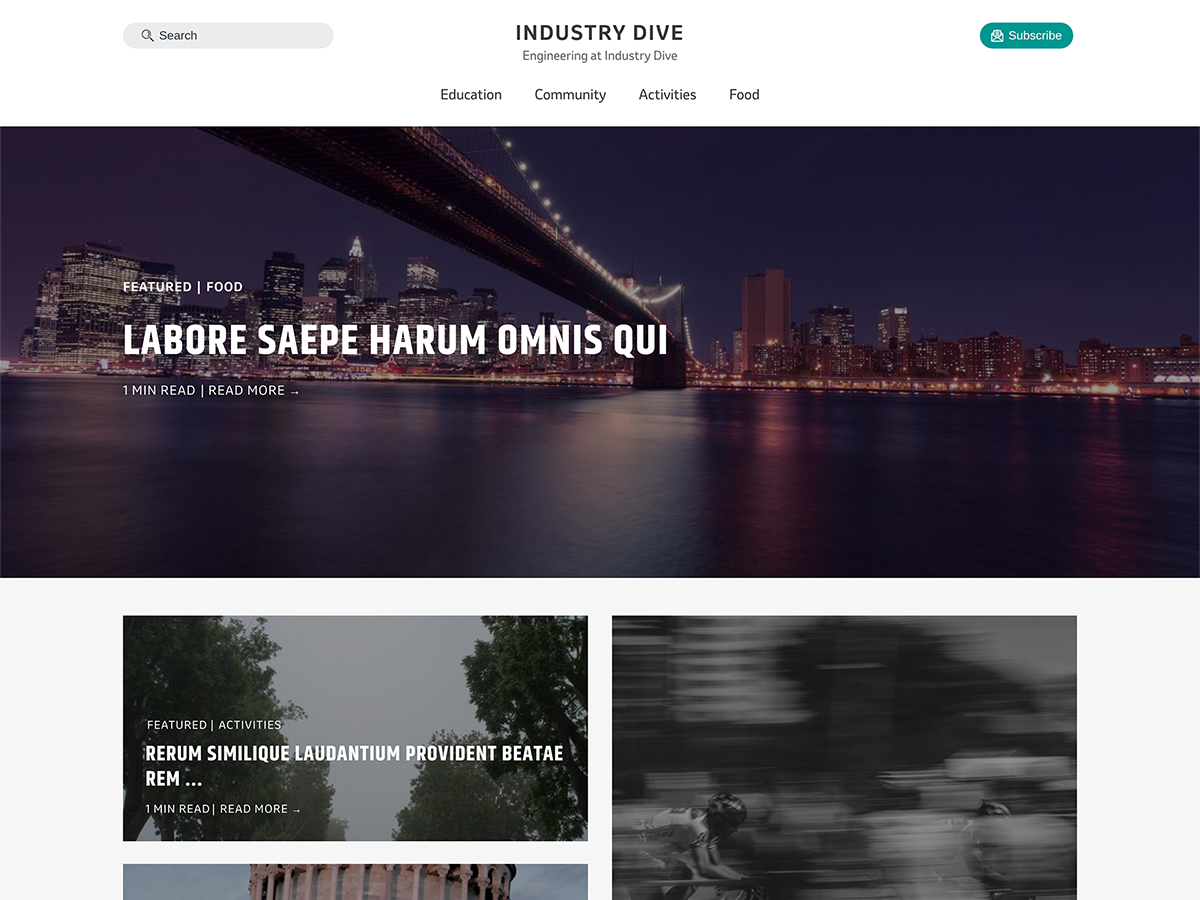 Search
INDUSTRY DIVE
Subscribe
Engineering at Industry Dive
Education Community Activities Food
FEATURED | FOOD
LABORE SAEPE HARUM OMNIS QUI
1 MIN READ | READ MORE →
FEATURED | ACTIVITIES
RERUM SIMILIQUE LAUDANTIUM PROVIDENT BEATAE
REM ...
1 MIN READ | READ MORE →